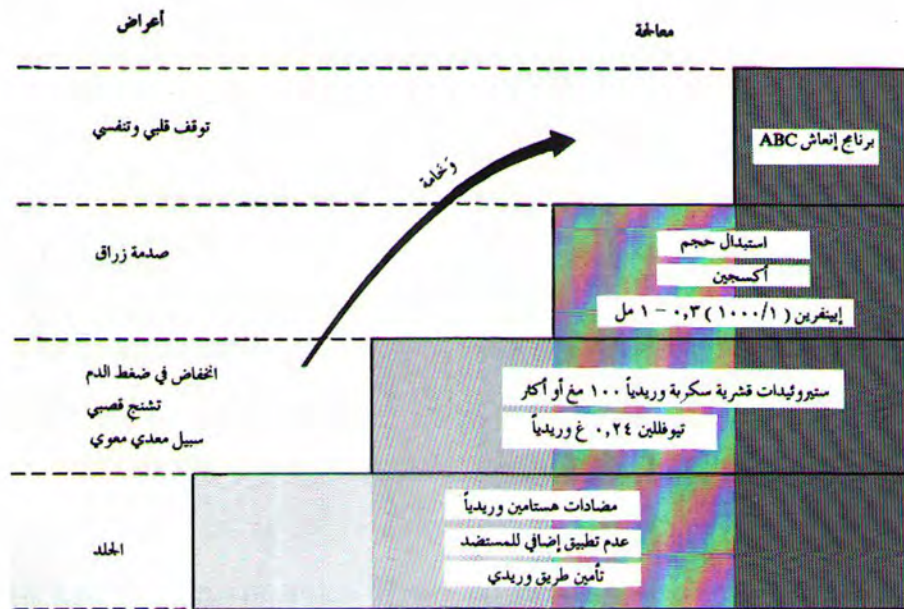 أعراض
معالجة
توقف قلبي وتنفسي
برنامج إنعاش ABC
وَخامة
صدمة زراق
استبدال حجم
أكسجين
إيبنفرين (١/١٠٠٠) ٠,٣ – ١ مل
انخفاض في ضغط الدم
تشنج قصبي
سبيل معدي معوي
ستيروئيدات قشرية سكرية وريدياً ١٠٠ مغ أو أكثر
تيوفللين ٠,٢٤ غ وريدياً
الجلد
مضادات هستامين وريدياً
عدم تطبيق إضافي للمستضد
تأمين طريق وريدي